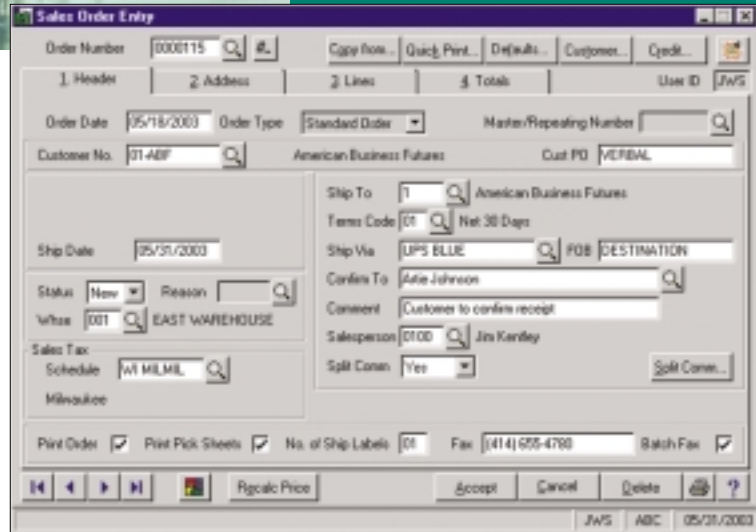 Sales Order Entry
Order Number 0000115 Copy from... Quick Print... Defaults... Customer... Credit...
1. Header 2. Address 3. Lines 4. Totals User ID JWS
Order Date 05/18/2003 Order Type Standard Order Master/Repeating Number
Customer No. 01-ABF American Business Futures Cust PO VERBAL
Ship To 1 American Business Futures
Terms Code 01 Net 30 Days
Ship Date 05/31/2003 Ship Via UPS BLUE FOB DESTINATION
Status New Reason Confirm To Artie Johnson
Whse 001 EAST WAREHOUSE Comment Customer to confirm receipt
Salesperson 0100 Jim Kentley
Sales Tax
Schedule WI MILMIL Split Comm Yes Split Comm...
Milwaukee
Print Order Print Pick Sheets No. of Ship Labels 01 Fax (414) 655-4780 Batch Fax
Recalc Price Accept Cancel Delete ?
JWS ABC 05/31/2003